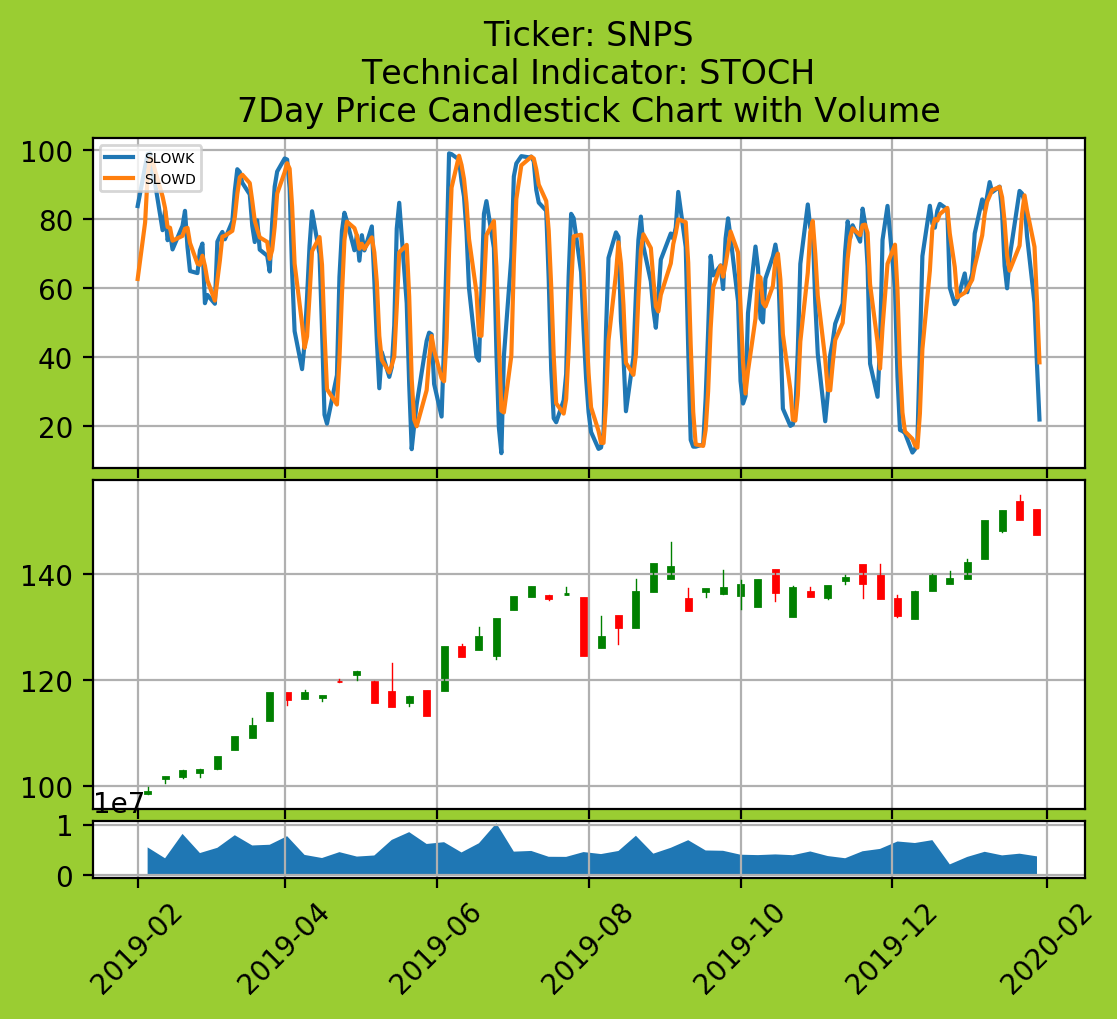 Ticker: SNPS
Technical Indicator: STOCH
7Day Price Candlestick Chart with Volume
SLOWK
SLOWD
100
80
60
40
20
140
120
100
1e7
1
0
2019-02
2019-04
2019-06
2019-08
2019-10
2019-12
2020-02